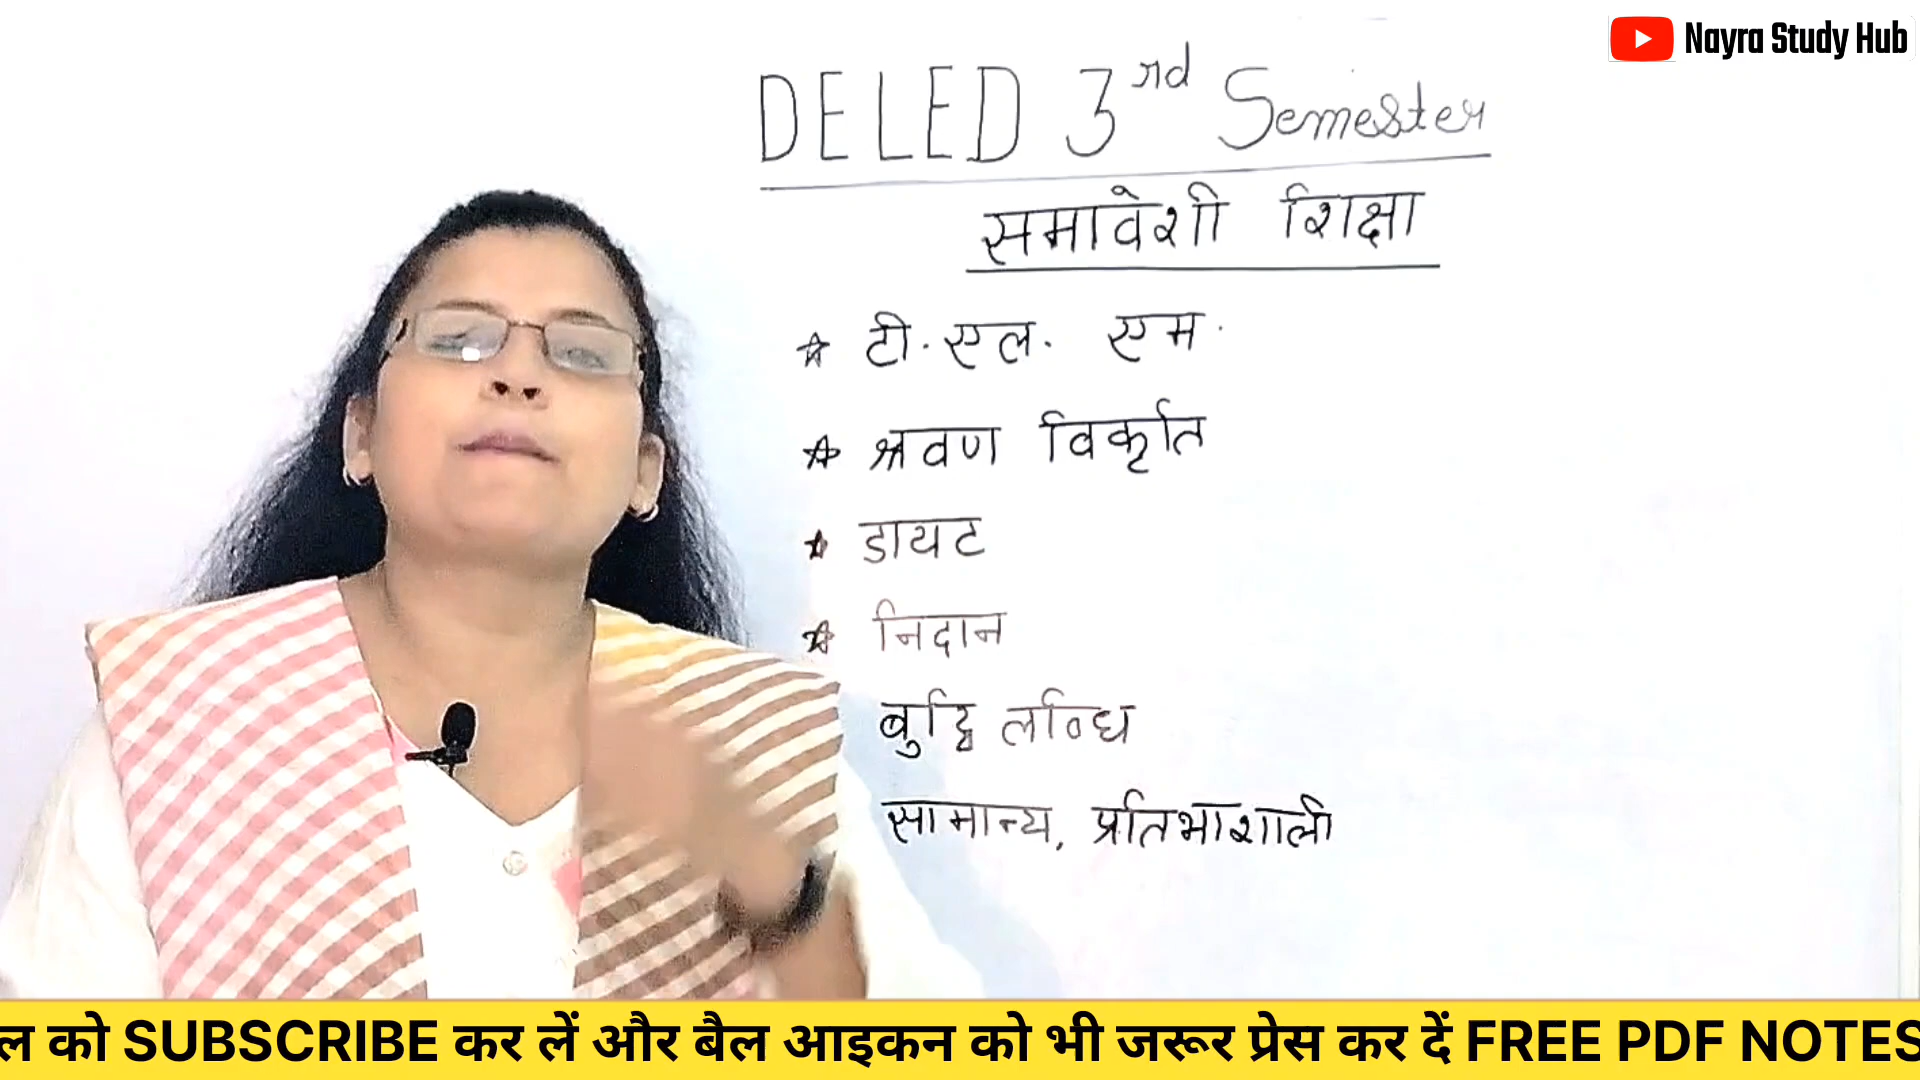 Nayra Study Hub
DELED 3rd Semester
समावेशी शिक्षा
☆ टी. एल. एम.
☆ श्रवण विकृति
☆ डायट
☆ निदान
बुद्धि लब्धि
सामान्य, प्रतिभाशाली
ल को SUBSCRIBE कर लें और बैल आइकन को भी जरूर प्रेस कर दें FREE PDF NOTES